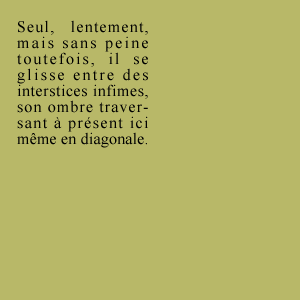 Seul, lentement,
mais sans peine
toutefois, il se
glisse entre des
interstices infimes,
son ombre traver-
sant à présent ici
même en diagonale.